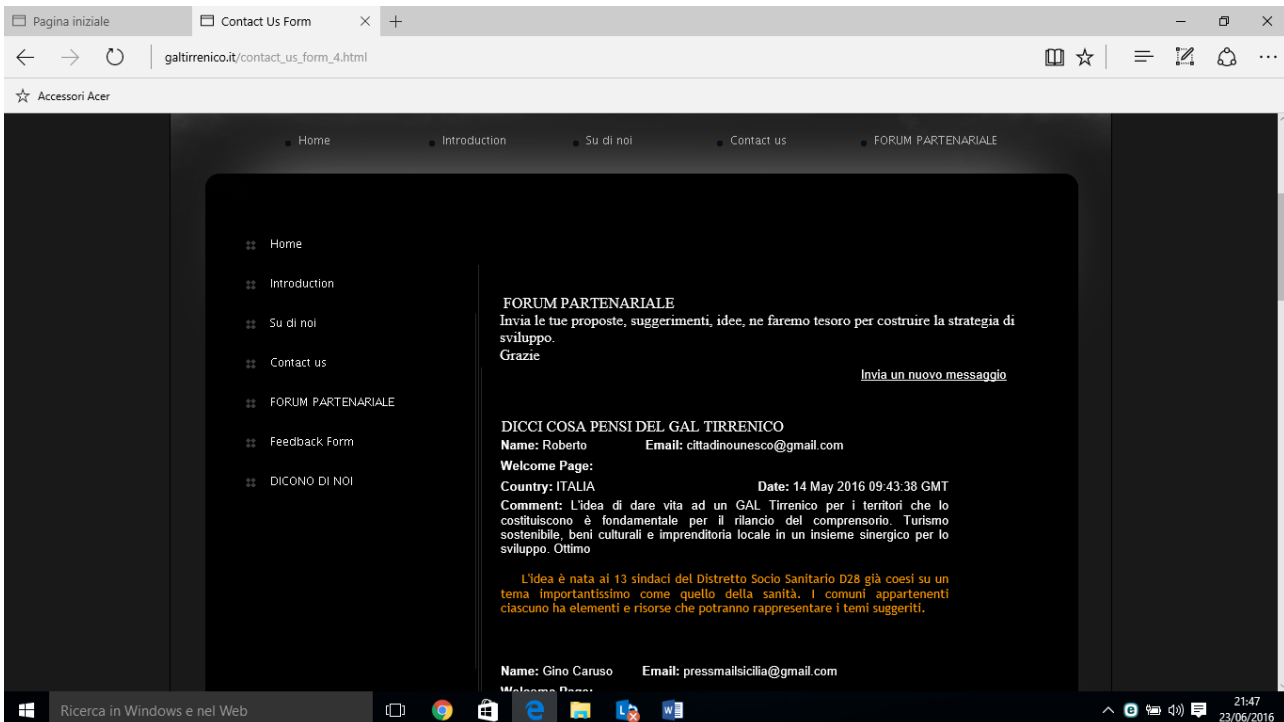 Pagina iniziale
Contact Us Form
galtirrenico.it/contact_us_form_4.html
Accessori Acer
Home
Introduction
Su di noi
Contact us
FORUM PARTENARIALE
Home
Introduction
Su di noi
Contact us
FORUM PARTENARIALE
Feedback Form
DICONO DI NOI
FORUM PARTENARIALE
Invia le tue proposte, suggerimenti, idee, ne faremo tesoro per costruire la strategia di
sviluppo.
Grazie
Invia un nuovo messaggio
DICCI COSA PENSI DEL GAL TIRRENICO
Name: Roberto Email: cittadinounesco@gmail.com
Welcome Page:
Country: ITALIA Date: 14 May 2016 09:43:38 GMT
Comment: L'idea di dare vita ad un GAL Tirrenico per i territori che lo
costituiscono è fondamentale per il rilancio del comprensorio. Turismo
sostenibile, beni culturali e imprenditoria locale in un insieme sinergico per lo
sviluppo. Ottimo
L'idea è nata ai 13 sindaci del Distretto Socio Sanitario D28 già coesi su un
tema importantissimo come quello della sanità. I comuni appartenenti
ciascuno ha elementi e risorse che potranno rappresentare i temi suggeriti.
Name: Gino Caruso Email: pressmailsicilia@gmail.com
Welcome Page:
Ricerca in Windows e nel Web
21:47
23/06/2016